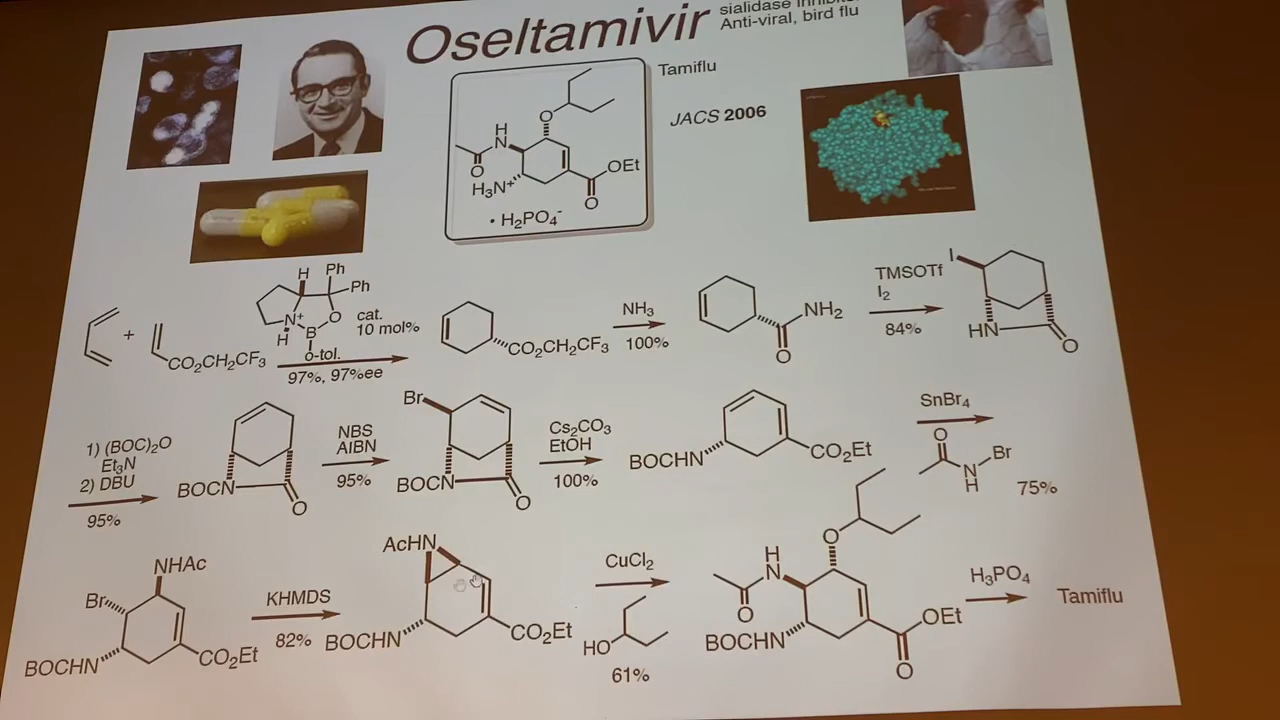 Oseltamivir
sialidase
Anti-viral, bird flu
Tamiflu
JACS 2006
O
H
N
O
H₃N⁺
OEt
O
• H₂PO₄⁻
+
CO₂CH₂CF₃
H
Ph
Ph
N⁺
O
H
B
o-tol.
cat.
10 mol%
97%, 97%ee
CO₂CH₂CF₃
NH₃
100%
NH₂
O
TMSOTf
I₂
84%
I
HN
O
1) (BOC)₂O
Et₃N
2) DBU
95%
BOCN
O
NBS
AIBN
95%
Br
BOCN
O
Cs₂CO₃
EtOH
100%
BOCHN
CO₂Et
SnBr₄
O
N
H
Br
75%
NHAc
Br
BOCHN
CO₂Et
KHMDS
82%
AcHN
BOCHN
CO₂Et
CuCl₂
HO
61%
O
H
N
O
BOCHN
OEt
O
H₃PO₄
Tamiflu